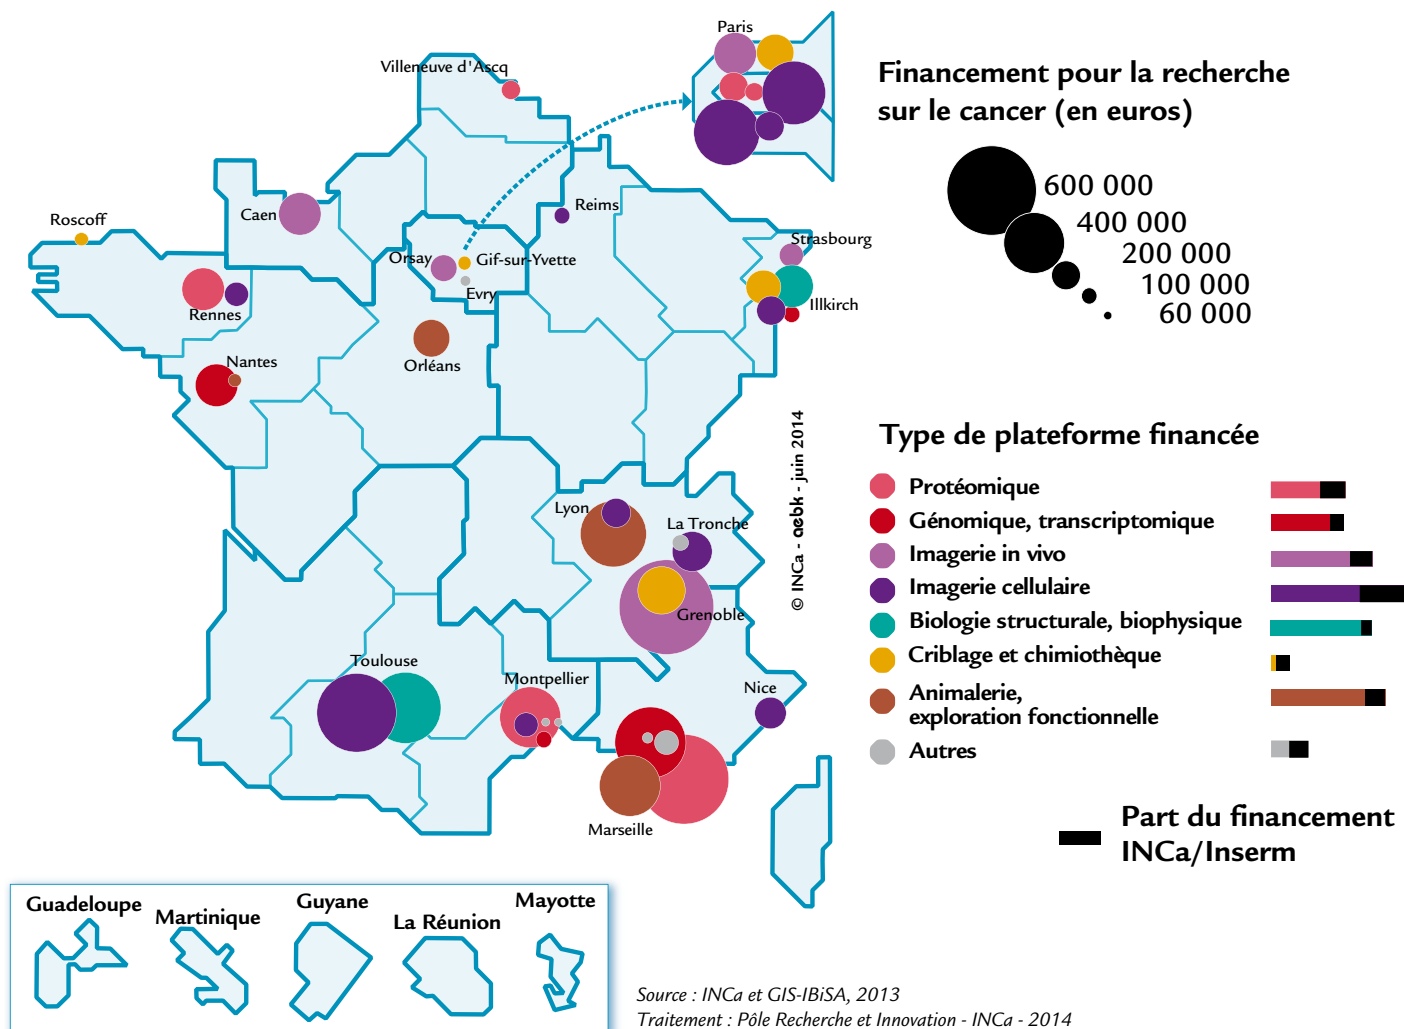 Paris
Villeneuve d'Ascq
Financement pour la recherche
sur le cancer (en euros)
600 000
400 000
200 000
100 000
60 000
Roscoff
Caen
Reims
Strasbourg
Orsay
Gif-sur-Yvette
Evry
Illkirch
Rennes
Orléans
Nantes
© INCa - aebk - juin 2014
Type de plateforme financée
Protéomique
Génomique, transcriptomique
Imagerie in vivo
Imagerie cellulaire
Biologie structurale, biophysique
Criblage et chimiothèque
Animalerie,
exploration fonctionnelle
Autres
Lyon
La Tronche
Grenoble
Toulouse
Montpellier
Nice
Marseille
Part du financement
INCa/Inserm
Guadeloupe
Martinique
Guyane
La Réunion
Mayotte
Source : INCa et GIS-IBiSA, 2013
Traitement : Pôle Recherche et Innovation - INCa - 2014